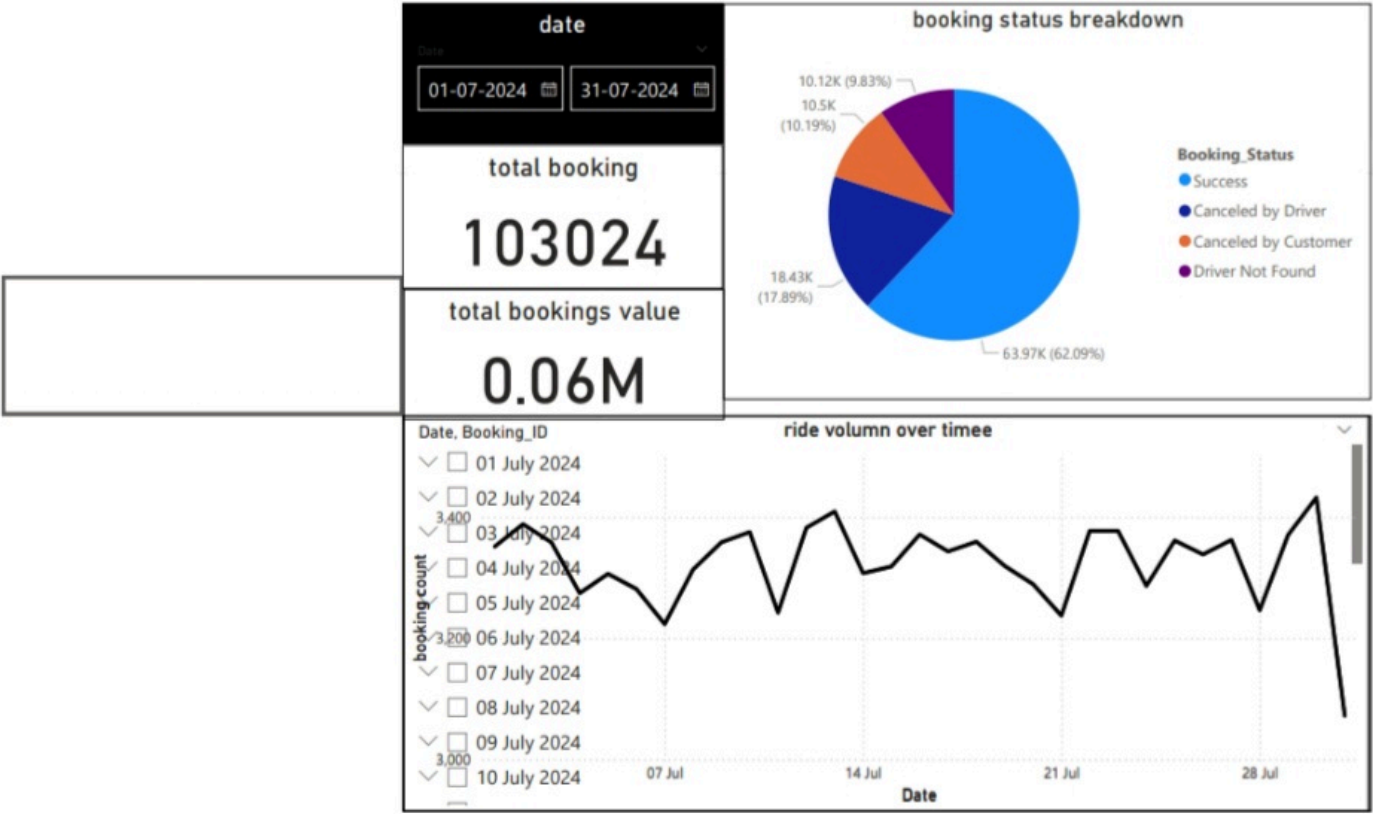 date
Date
01-07-2024
31-07-2024
total booking
103024
total bookings value
0.06M
booking status breakdown
10.12K (9.83%)
10.5K
(10.19%)
18.43K
(17.89%)
63.97K (62.09%)
Booking_Status
Success
Canceled by Driver
Canceled by Customer
Driver Not Found
Date, Booking_ID
ride volumn over timee
01 July 2024
02 July 2024
3,400
03 July 2024
04 July 2024
booking count
05 July 2024
3,200
06 July 2024
07 July 2024
08 July 2024
09 July 2024
3,000
10 July 2024
07 Jul
14 Jul
21 Jul
28 Jul
Date